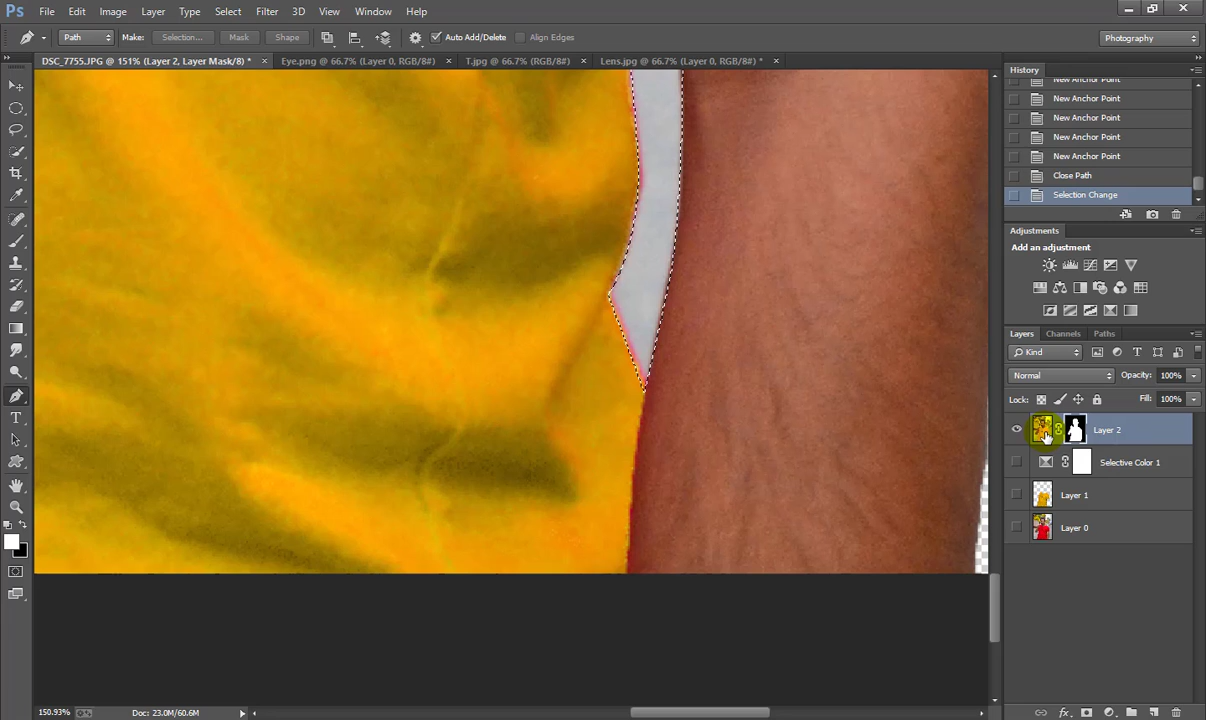 Ps File Edit Image Layer Type Select Filter 3D View Window Help
Path Make: Selection... Mask Shape Auto Add/Delete Align Edges Photography
DSC_7755.JPG @ 151% (Layer 2, Layer Mask/8) * × Eye.png @ 66.7% (Layer 0, RGB/8#) × T.jpg @ 66.7% (RGB/8#) × Lens.jpg @ 66.7% (Layer 0, RGB/8#) * ×
History
New Anchor Point
New Anchor Point
New Anchor Point
New Anchor Point
New Anchor Point
Close Path
Selection Change
Adjustments
Add an adjustment
Layers Channels Paths
Kind
Normal Opacity: 100%
Lock: Fill: 100%
Layer 2
Selective Color 1
Layer 1
Layer 0
150.93% Doc: 23.0M/60.6M